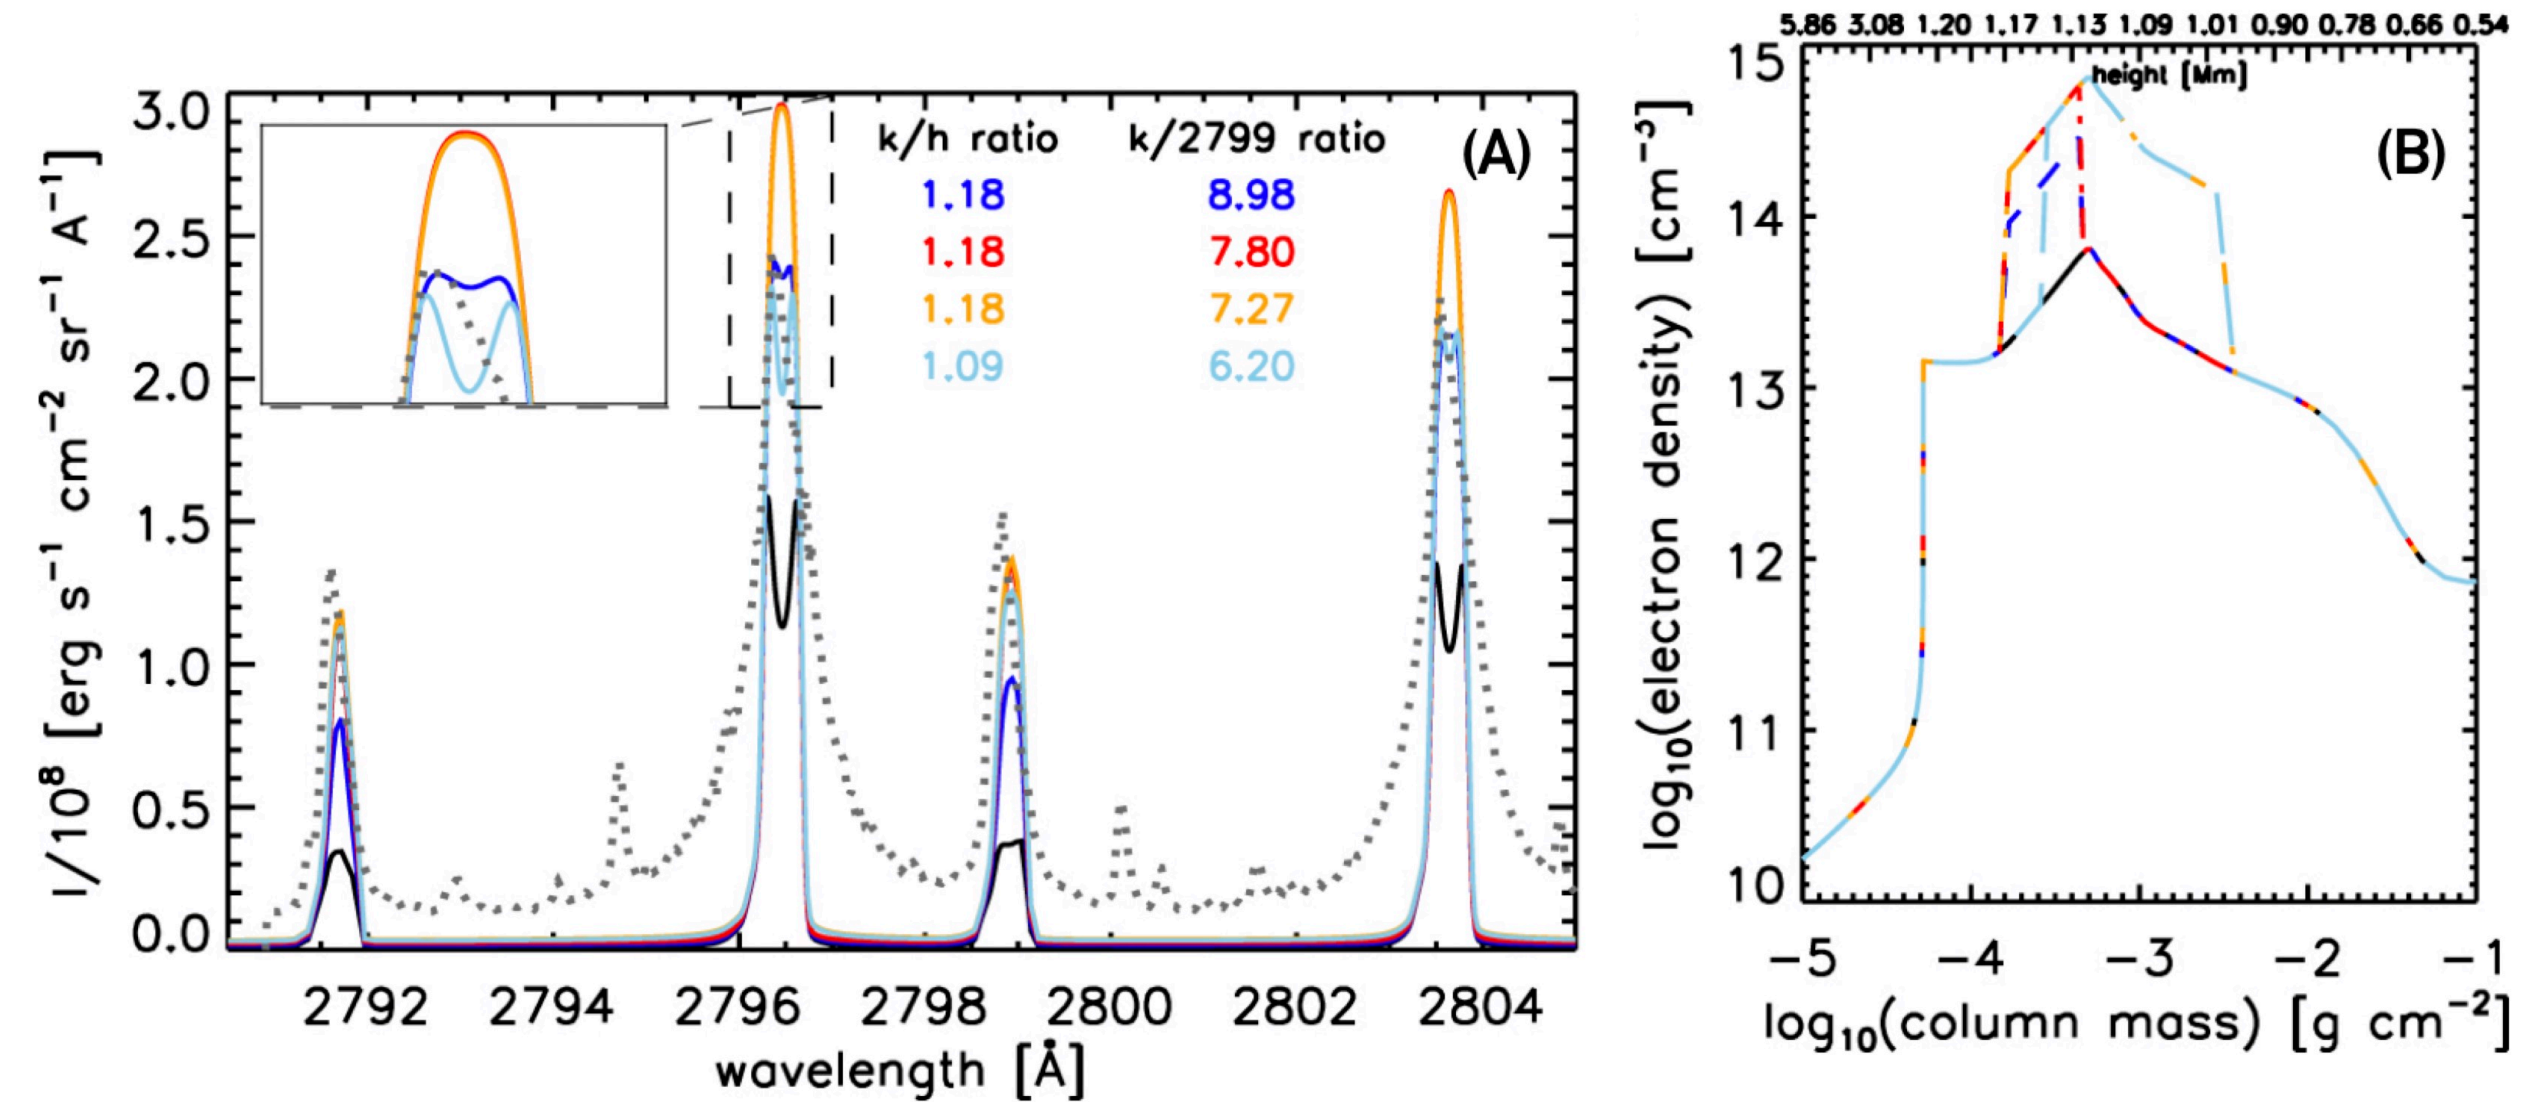 3.0
2.5
2.0
1.5
1.0
0.5
0.0
I/10⁸ [erg s⁻¹ cm⁻² sr⁻¹ A⁻¹]
k/h ratio k/2799 ratio
1.18 8.98
1.18 7.80
1.18 7.27
1.09 6.20
(A)
2792 2794 2796 2798 2800 2802 2804
wavelength [Å]
5.86 3.08 1.20 1.17 1.13 1.09 1.01 0.90 0.78 0.66 0.54
height [Mm]
(B)
15
14
13
12
11
10
log₁₀(electron density) [cm⁻³]
−5 −4 −3 −2 −1
log₁₀(column mass) [g cm⁻²]